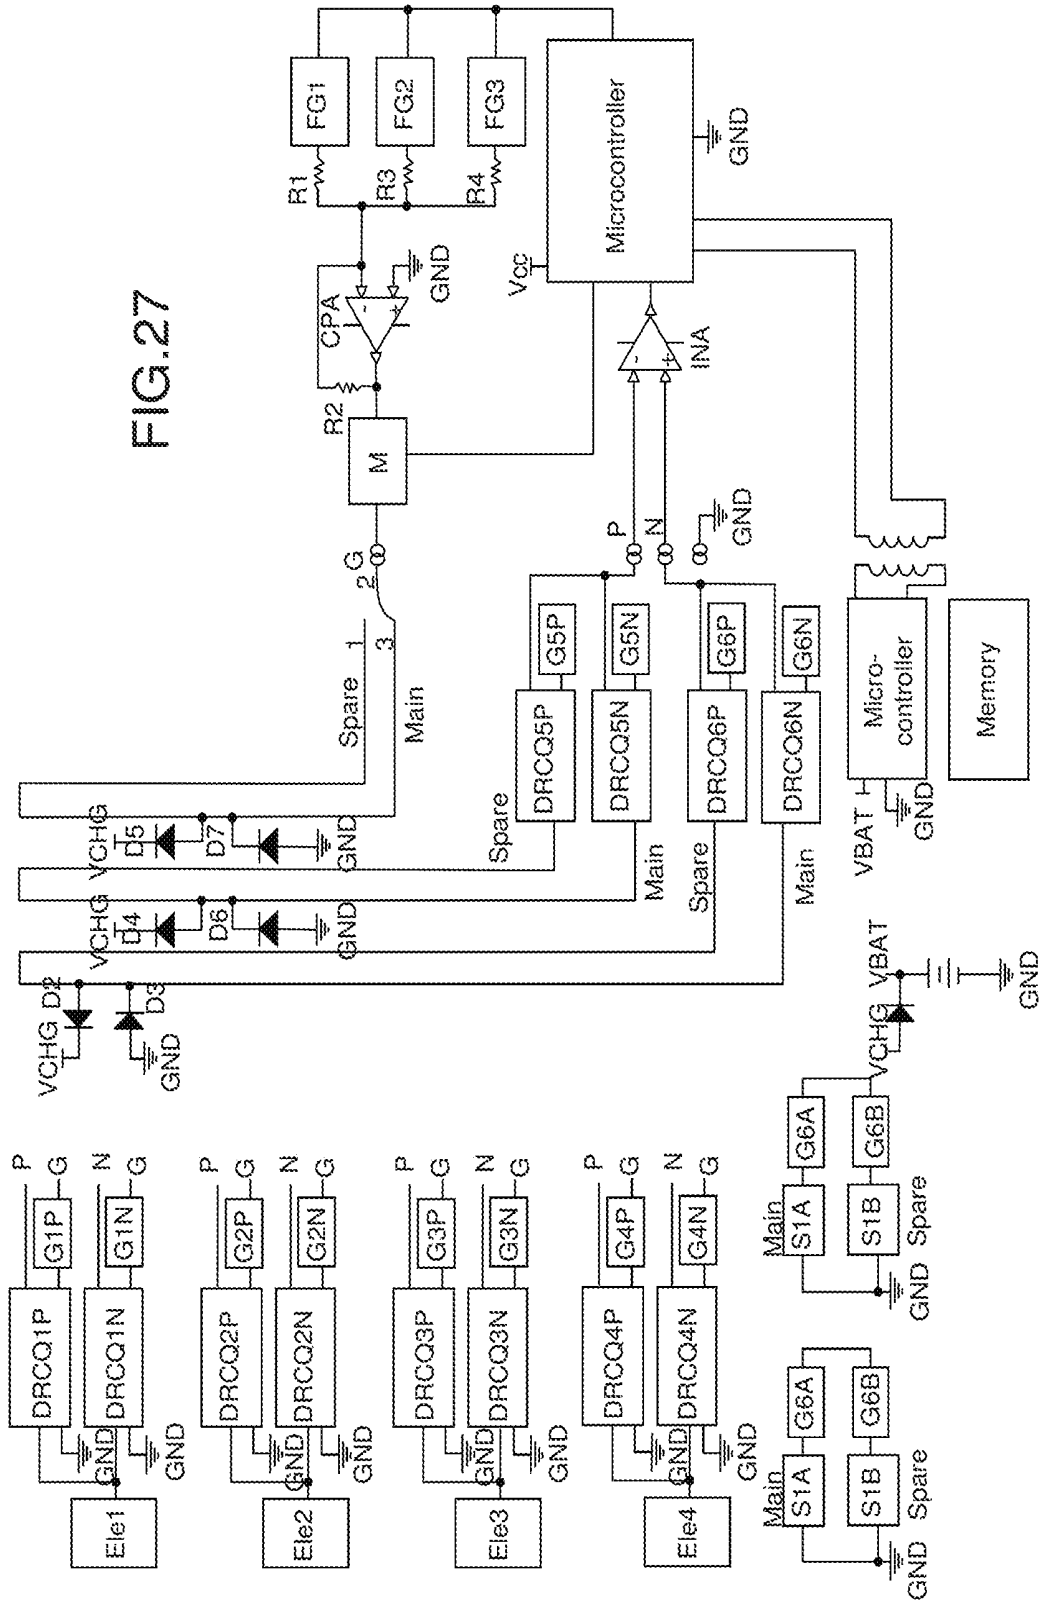 FIG.27
Ele1
GND
GND
DRCQ1P
DRCQ1N
G1P
G1N
P
G
N
G
Ele2
GND
GND
DRCQ2P
DRCQ2N
G2P
G2N
P
G
N
G
Ele3
GND
GND
DRCQ3P
DRCQ3N
G3P
G3N
P
G
N
G
Ele4
GND
GND
DRCQ4P
DRCQ4N
G4P
G4N
P
G
N
G
Main
S1A
G6A
S1B
G6B
Spare
GND
Main
S1A
G6A
S1B
G6B
Spare
GND
VCHG
VBAT
GND
VCHG
D2
D3
GND
VCHG
D4
D6
GND
VCHG
D5
D7
GND
Spare
Main
1
2
3
G
M
R2
CPA
-
+
GND
R1
R3
R4
FG1
FG2
FG3
Vcc
Microcontroller
GND
INA
-
+
P
N
GND
Spare
DRCQ5P
G5P
Main
DRCQ5N
G5N
Spare
DRCQ6P
G6P
Main
DRCQ6N
G6N
VBAT
GND
Micro-
controller
Memory